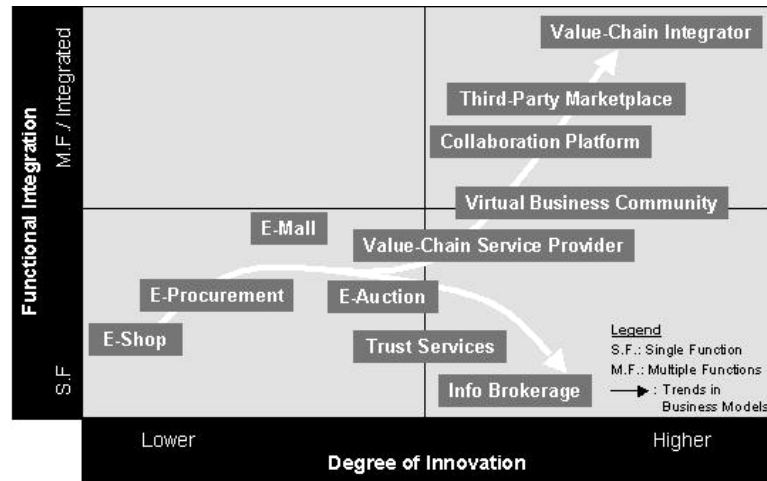 Value-Chain Integrator
Third-Party Marketplace
Collaboration Platform
Virtual Business Community
E-Mall
Value-Chain Service Provider
E-Procurement
E-Auction
E-Shop
Trust Services
Info Brokerage
Legend
S.F.: Single Function
M.F.: Multiple Functions
: Trends in
Business Models
Functional Integration
M.F./ Integrated
S.F
Lower
Higher
Degree of Innovation